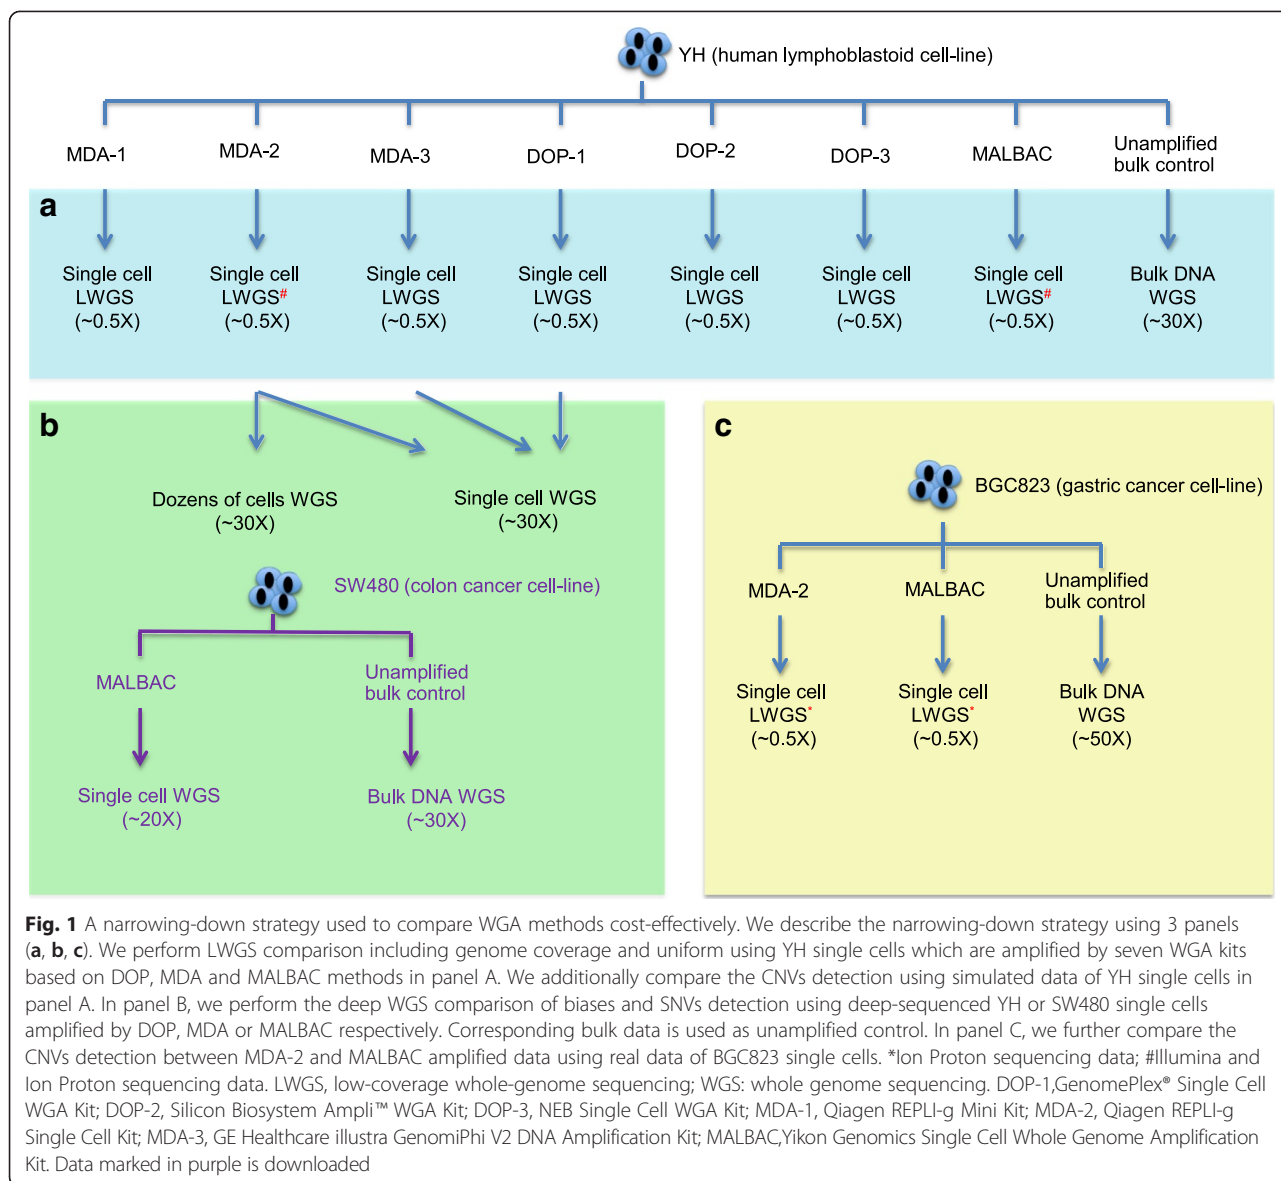 YH (human lymphoblastoid cell-line)
MDA-1
MDA-2
MDA-3
DOP-1
DOP-2
DOP-3
MALBAC
Unamplified
bulk control
a
Single cell
LWGS
(~0.5X)
Single cell
LWGS#
(~0.5X)
Single cell
LWGS
(~0.5X)
Single cell
LWGS
(~0.5X)
Single cell
LWGS
(~0.5X)
Single cell
LWGS
(~0.5X)
Single cell
LWGS#
(~0.5X)
Bulk DNA
WGS
(~30X)
b
Dozens of cells WGS
(~30X)
Single cell WGS
(~30X)
SW480 (colon cancer cell-line)
MALBAC
Unamplified
bulk control
Single cell WGS
(~20X)
Bulk DNA WGS
(~30X)
c
BGC823 (gastric cancer cell-line)
MDA-2
MALBAC
Unamplified
bulk control
Single cell
LWGS*
(~0.5X)
Single cell
LWGS*
(~0.5X)
Bulk DNA
WGS
(~50X)
Fig. 1 A narrowing-down strategy used to compare WGA methods cost-effectively. We describe the narrowing-down strategy using 3 panels
(a, b, c). We perform LWGS comparison including genome coverage and uniform using YH single cells which are amplified by seven WGA kits
based on DOP, MDA and MALBAC methods in panel A. We additionally compare the CNVs detection using simulated data of YH single cells in
panel A. In panel B, we perform the deep WGS comparison of biases and SNVs detection using deep-sequenced YH or SW480 single cells
amplified by DOP, MDA or MALBAC respectively. Corresponding bulk data is used as unamplified control. In panel C, we further compare the
CNVs detection between MDA-2 and MALBAC amplified data using real data of BGC823 single cells. *Ion Proton sequencing data; #Illumina and
Ion Proton sequencing data. LWGS, low-coverage whole-genome sequencing; WGS: whole genome sequencing. DOP-1,GenomePlex® Single Cell
WGA Kit; DOP-2, Silicon Biosystem Ampli™ WGA Kit; DOP-3, NEB Single Cell WGA Kit; MDA-1, Qiagen REPLI-g Mini Kit; MDA-2, Qiagen REPLI-g
Single Cell Kit; MDA-3, GE Healthcare illustra GenomiPhi V2 DNA Amplification Kit; MALBAC,Yikon Genomics Single Cell Whole Genome Amplification
Kit. Data marked in purple is downloaded